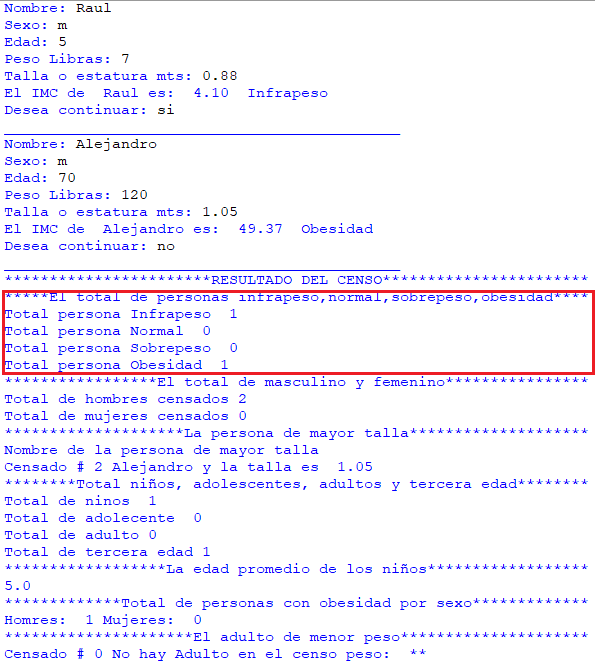 Nombre: Raul
Sexo: m
Edad: 5
Peso Libras: 7
Talla o estatura mts: 0.88
El IMC de  Raul es:  4.10  Infrapeso
Desea continuar: si
____________________________________________
Nombre: Alejandro
Sexo: m
Edad: 70
Peso Libras: 120
Talla o estatura mts: 1.05
El IMC de  Alejandro es:  49.37  Obesidad
Desea continuar: no
____________________________________________
***********************RESULTADO DEL CENSO***********************
*****El total de personas infrapeso,normal,sobrepeso,obesidad****
Total persona Infrapeso  1
Total persona Normal  0
Total persona Sobrepeso  0
Total persona Obesidad  1
*****************El total de masculino y femenino****************
Total de hombres censados 2
Total de mujeres censados 0
********************La persona de mayor talla********************
Nombre de la persona de mayor talla
Censado # 2 Alejandro y la talla es  1.05
********Total niños, adolescentes, adultos y tercera edad********
Total de ninos  1
Total de adolecente  0
Total de adulto 0
Total de tercera edad 1
******************La edad promedio de los niños******************
5.0
*************Total de personas con obesidad por sexo*************
Homres:  1 Mujeres:  0
*********************El adulto de menor peso*********************
Censado # 0 No hay Adulto en el censo peso:  **